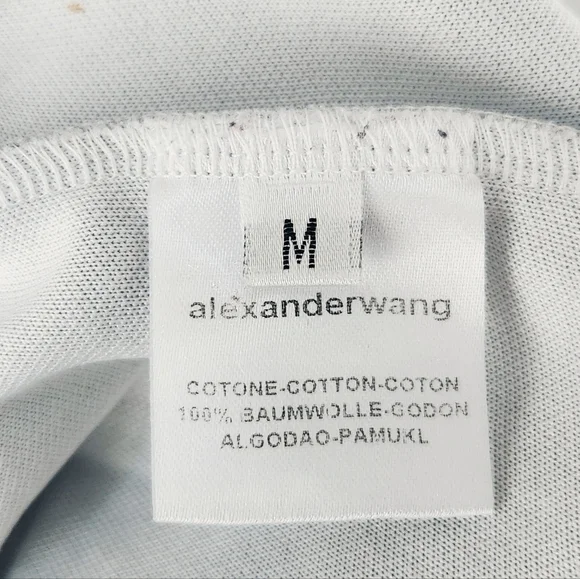 M
alexanderwang
COTONE-COTTON-COTON
100% BAUMWOLLE-GODON
ALGODAO-PAMUKL